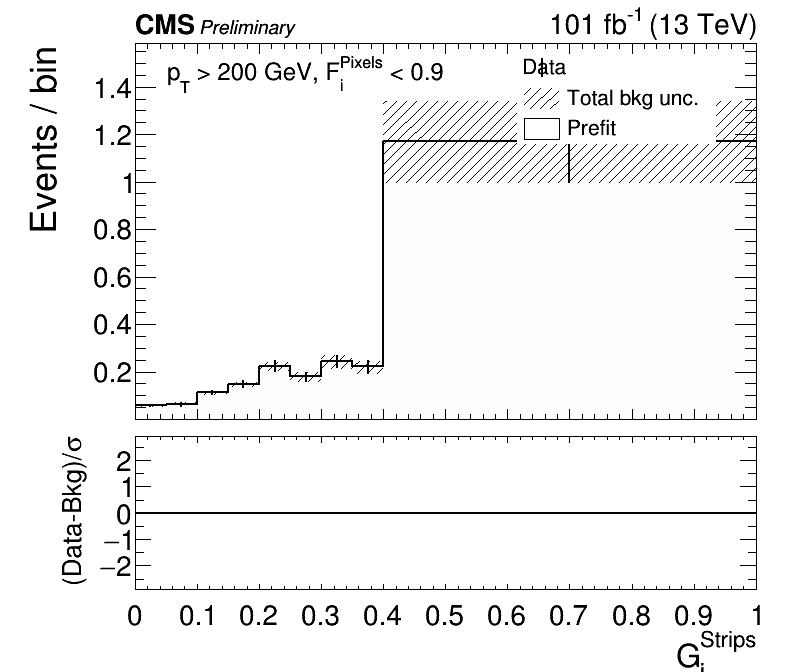 CMS Preliminary 101 fb-1 (13 TeV)
pT > 200 GeV, FiPixels < 0.9
Data
Total bkg unc.
Prefit
Events / bin
1.4
1.2
1
0.8
0.6
0.4
0.2
(Data-Bkg)/σ
2
1
0
−1
−2
0 0.1 0.2 0.3 0.4 0.5 0.6 0.7 0.8 0.9 1
GiStrips